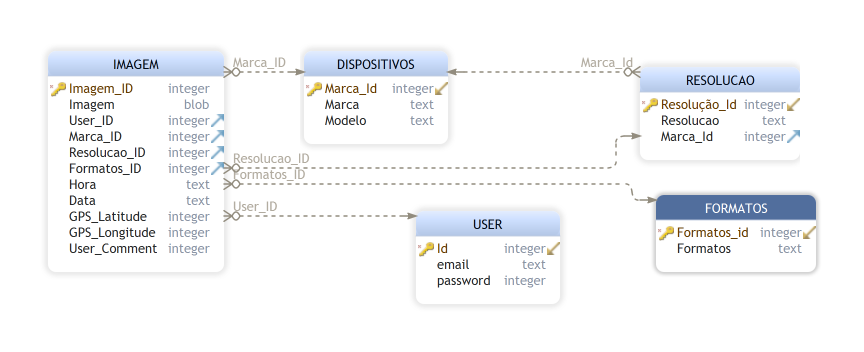 Marca_ID
Marca_Id
IMAGEM
Imagem_ID integer
Imagem blob
User_ID integer
Marca_ID integer
Resolucao_ID integer
Formatos_ID integer
Hora text
Data text
GPS_Latitude integer
GPS_Longitude integer
User_Comment integer
DISPOSITIVOS
Marca_Id integer
Marca text
Modelo text
RESOLUCAO
Resolução_Id integer
Resolucao text
Marca_Id integer
Resolucao_ID
Formatos_ID
User_ID
USER
Id integer
email text
password integer
FORMATOS
Formatos_id integer
Formatos text